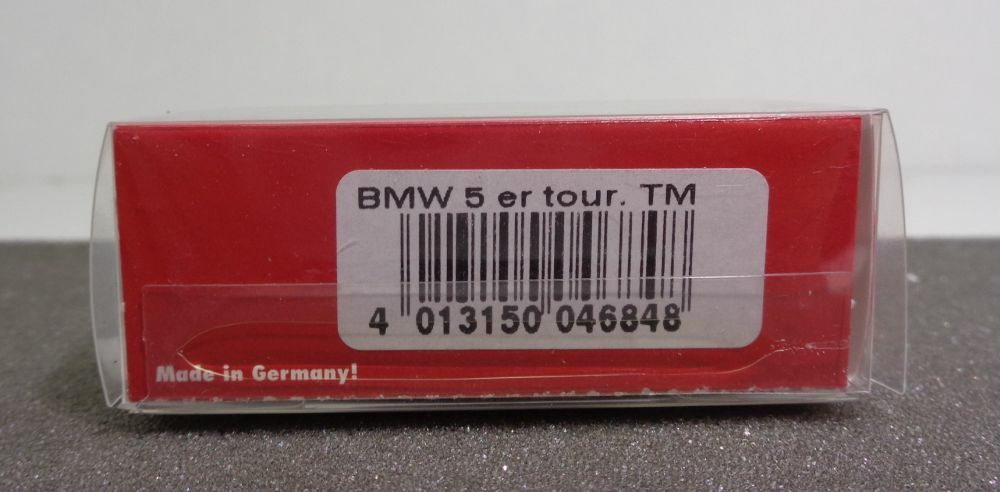 BMW 5 er tour. TM
4 013150 046848
Made in Germany!